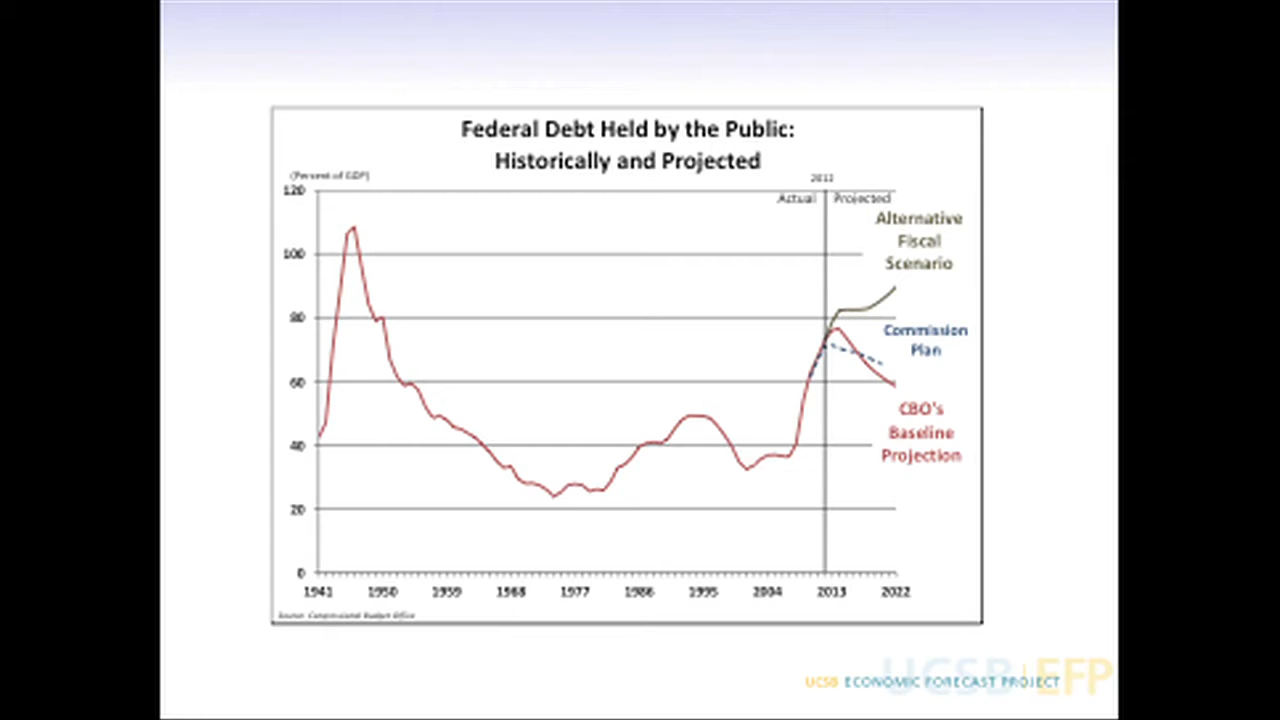 Federal Debt Held by the Public:
Historically and Projected
(Percent of GDP)
2012
Actual
Projected
120
100
80
60
40
20
0
Alternative
Fiscal
Scenario
Commission
Plan
CBO's
Baseline
Projection
1941 1950 1959 1968 1977 1986 1995 2004 2013 2022
Source: Congressional Budget Office
UCSB EFP
UCSB ECONOMIC FORECAST PROJECT